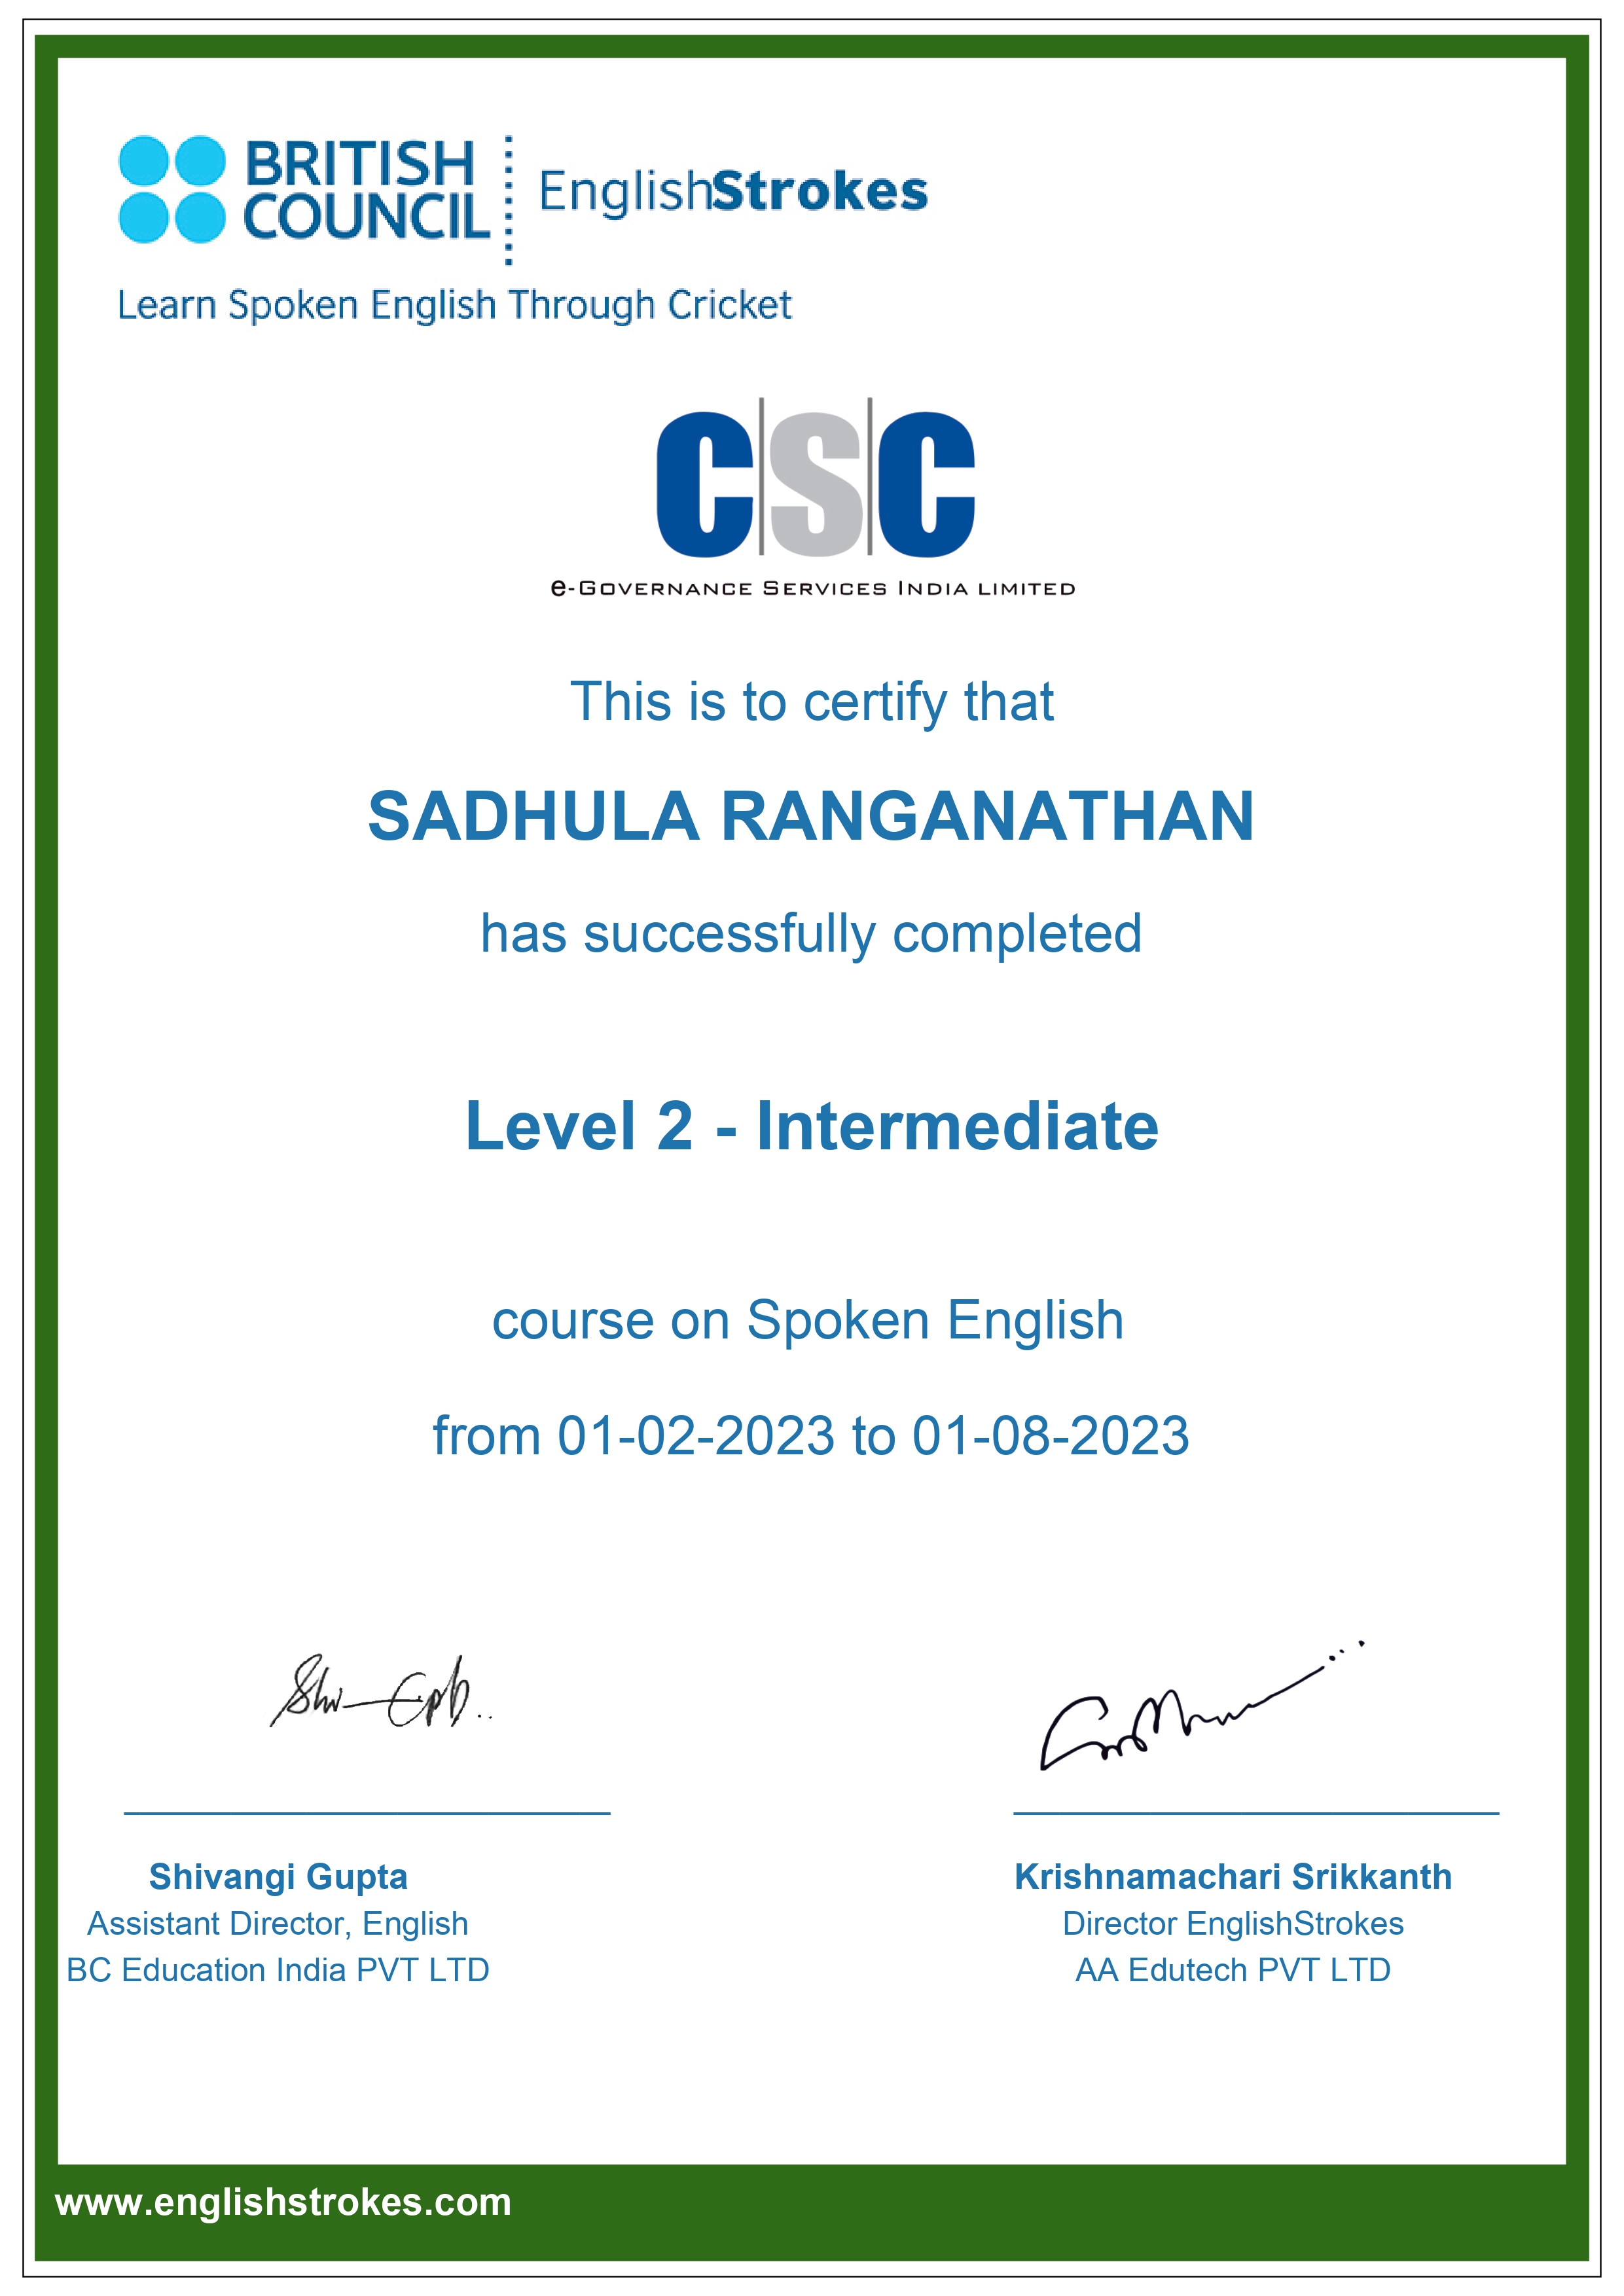 BRITISH
COUNCIL
EnglishStrokes
Learn Spoken English Through Cricket
CSC
e-Governance Services India Limited
This is to certify that
SADHULA RANGANATHAN
has successfully completed
Level 2 - Intermediate
course on Spoken English
from 01-02-2023 to 01-08-2023
Shivangi Gupta
Assistant Director, English
BC Education India PVT LTD
Krishnamachari Srikkanth
Director EnglishStrokes
AA Edutech PVT LTD
www.englishstrokes.com